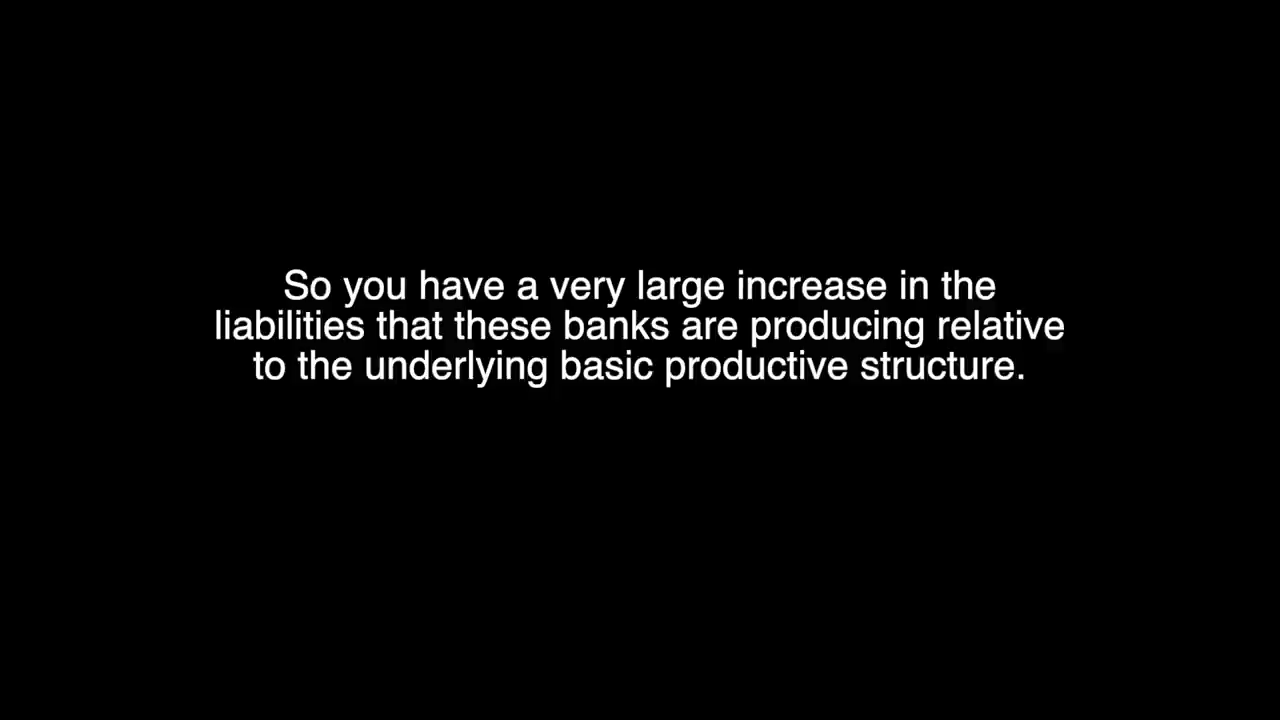 So you have a very large increase in the
liabilities that these banks are producing relative
to the underlying basic productive structure.